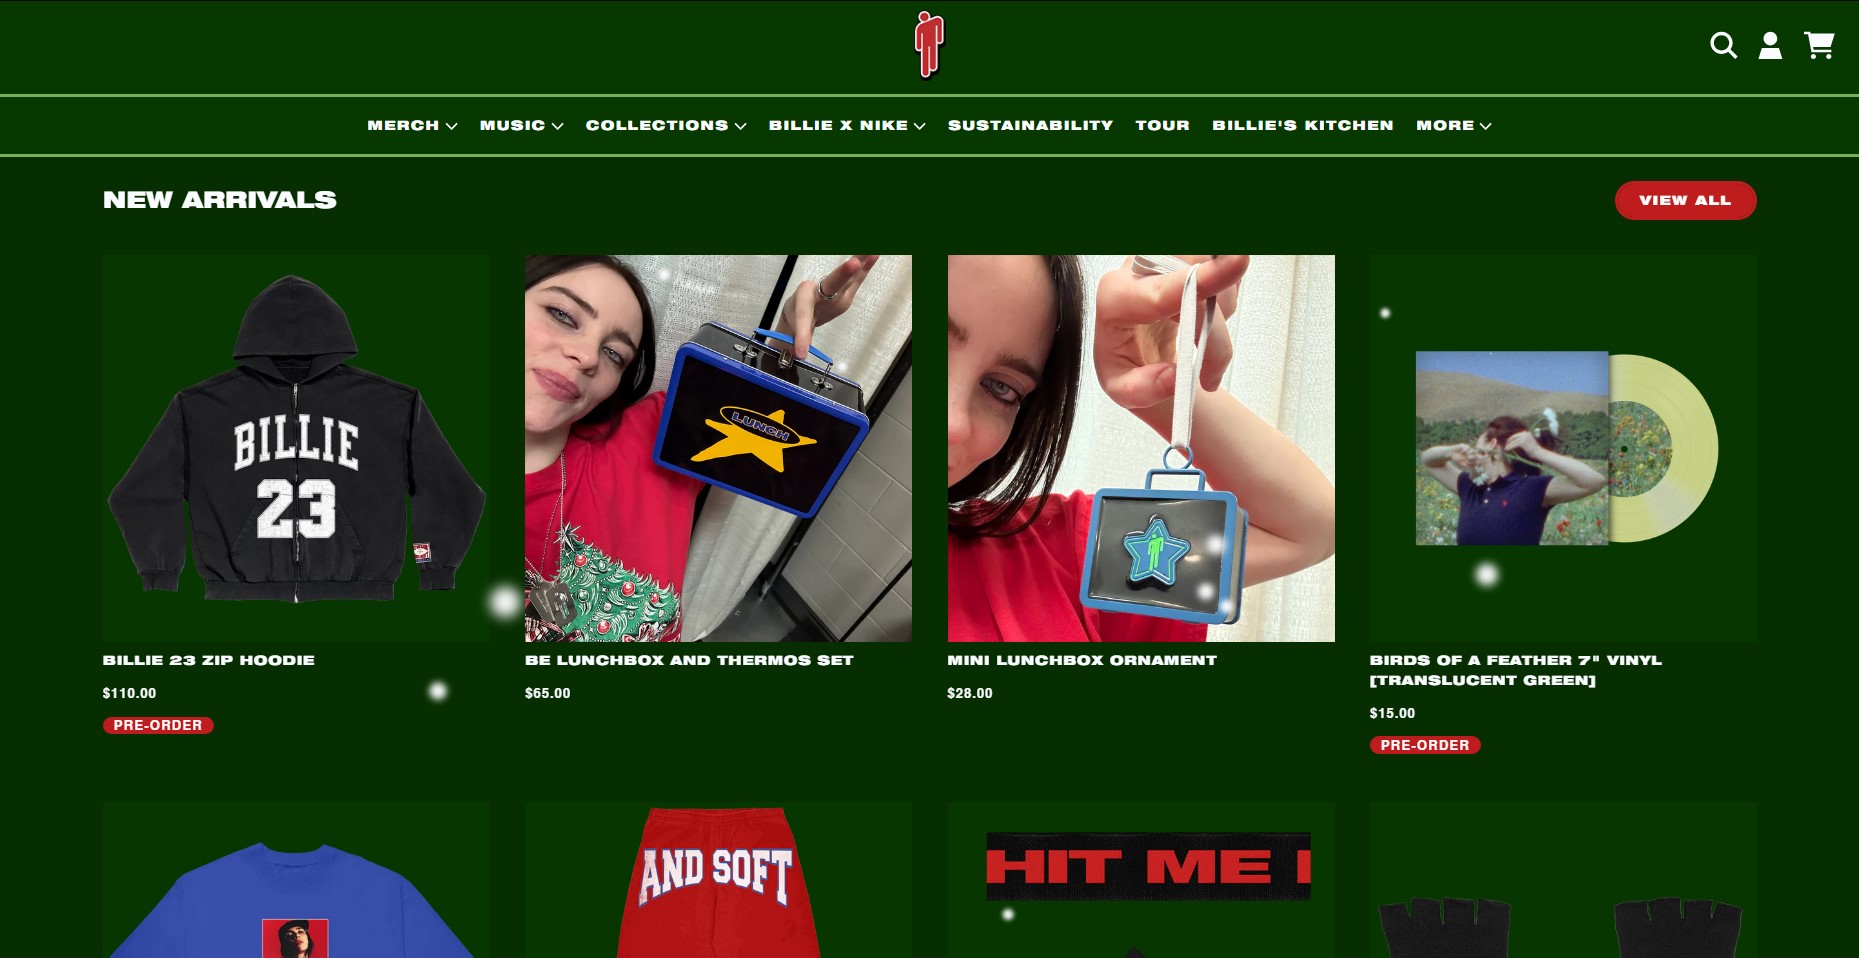 MERCH
MUSIC
COLLECTIONS
BILLIE X NIKE
SUSTAINABILITY
TOUR
BILLIE'S KITCHEN
MORE
NEW ARRIVALS
VIEW ALL
BILLIE
23
LUNCH
BILLIE 23 ZIP HOODIE
$110.00
PRE-ORDER
BE LUNCHBOX AND THERMOS SET
$65.00
MINI LUNCHBOX ORNAMENT
$28.00
BIRDS OF A FEATHER 7" VINYL
[TRANSLUCENT GREEN]
$15.00
PRE-ORDER
AND SOFT
HIT ME